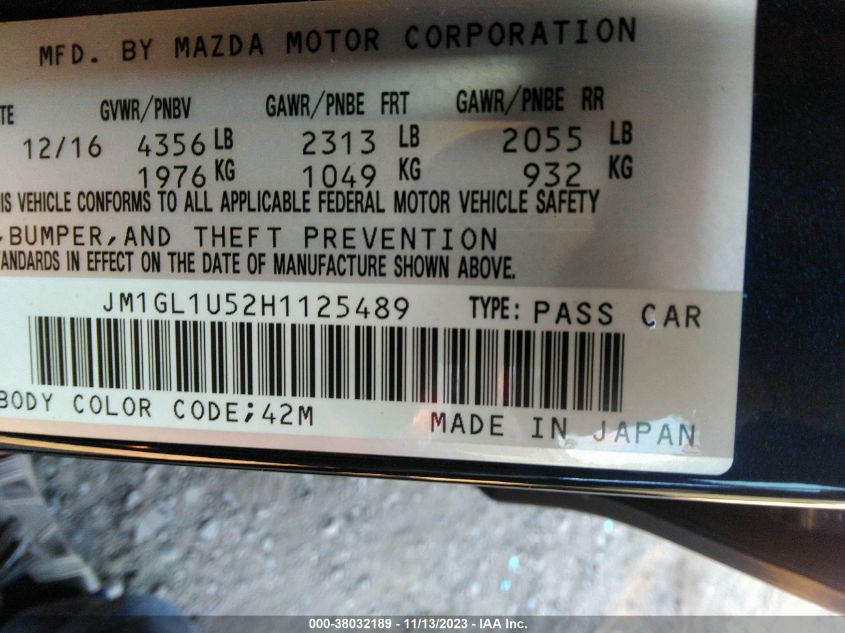 MFD. BY MAZDA MOTOR CORPORATION
TE GVWR/PNBV GAWR/PNBE FRT GAWR/PNBE RR
12/16 4356 LB 2313 LB 2055 LB
1976 KG 1049 KG 932 KG
IS VEHICLE CONFORMS TO ALL APPLICABLE FEDERAL MOTOR VEHICLE SAFETY
,BUMPER,AND THEFT PREVENTION
ANDARDS IN EFFECT ON THE DATE OF MANUFACTURE SHOWN ABOVE.
JM1GL1U52H1125489 TYPE: PASS CAR
BODY COLOR CODE;42M MADE IN JAPAN
000-38032189 - 11/13/2023 - IAA Inc.